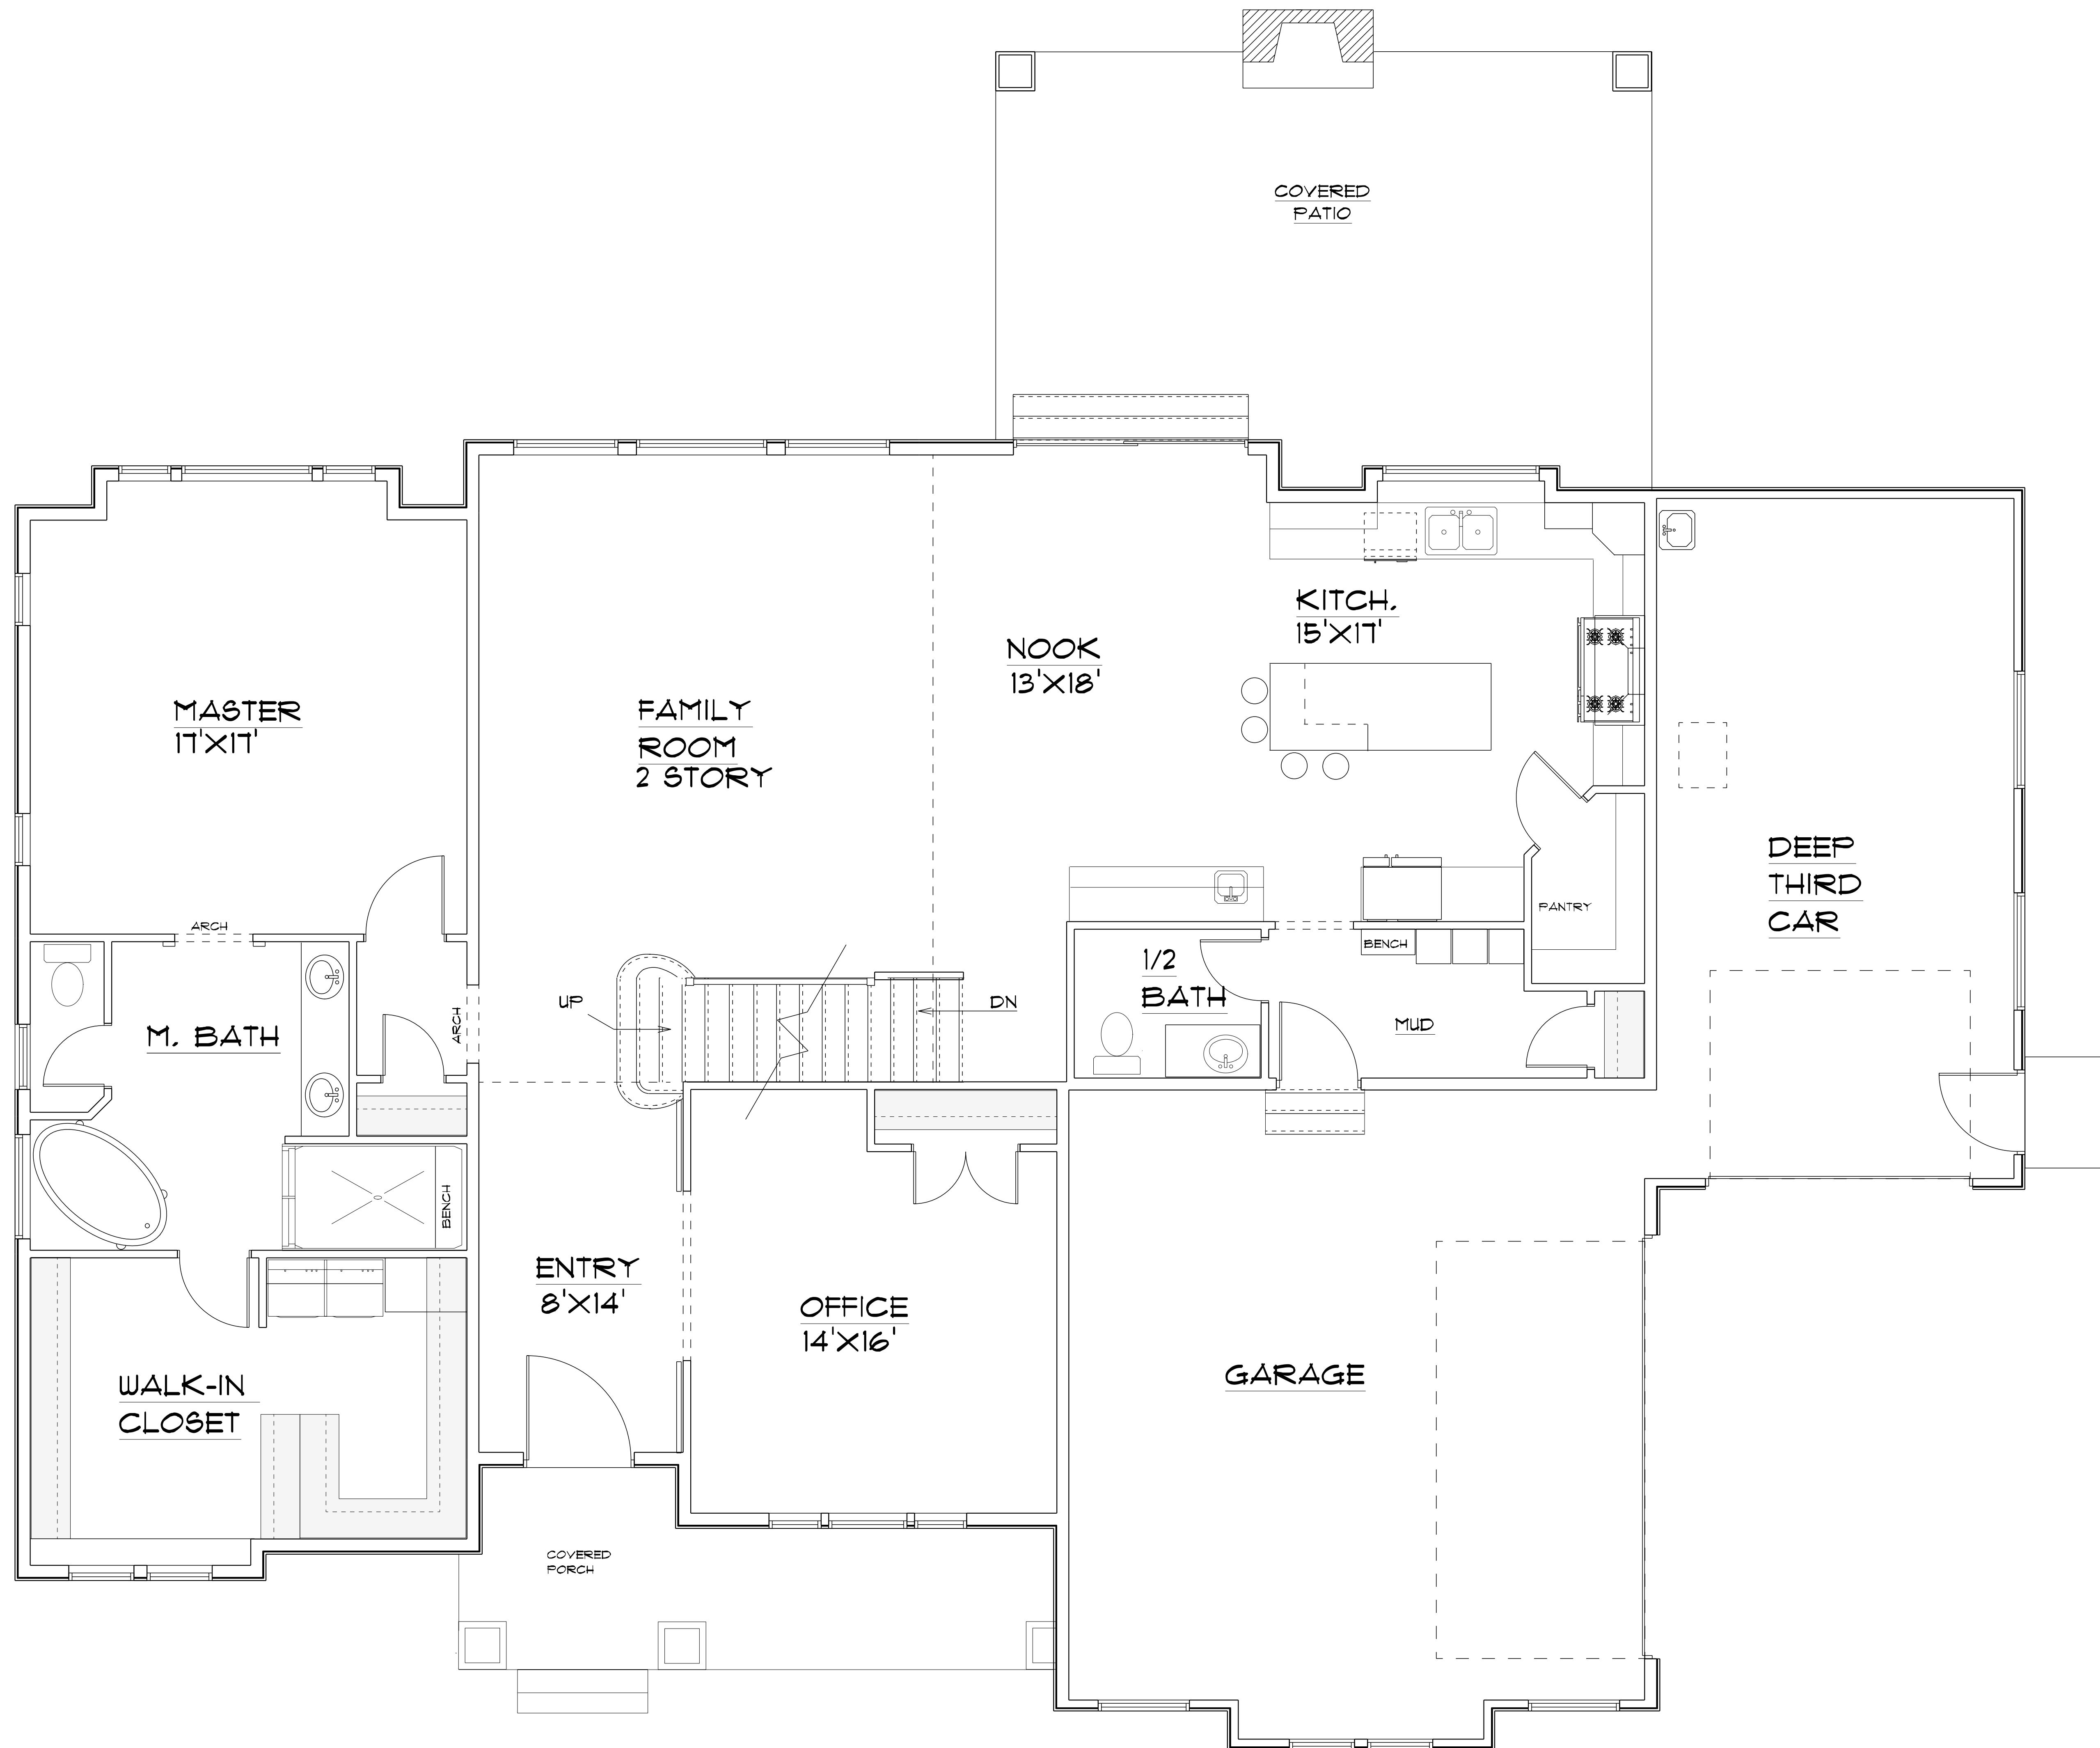 COVERED
PATIO
KITCH.
15'X17'
NOOK
13'X18'
MASTER
17'X17'
FAMILY
ROOM
2 STORY
DEEP
THIRD
CAR
PANTRY
ARCH
BENCH
1/2
BATH
UP
DN
ARCH
MUD
M. BATH
BENCH
ENTRY
8'X14'
OFFICE
14'X16'
GARAGE
WALK-IN
CLOSET
COVERED
PORCH